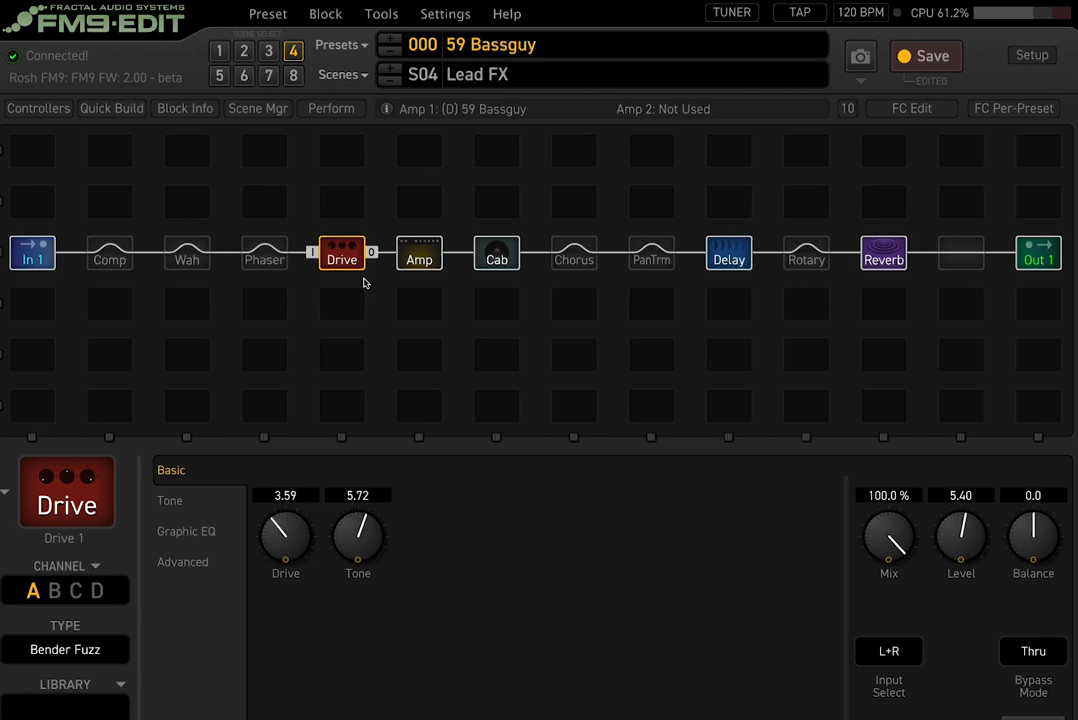 FRACTAL AUDIO SYSTEMS
FM9-EDIT
Preset Block Tools Settings Help
TUNER TAP 120 BPM CPU 61.2%
Connected!
Rosh FM9: FM9 FW: 2.00 - beta
SCENE SELECT
1 2 3 4
5 6 7 8
Presets 000 59 Bassguy
Scenes S04 Lead FX
Save
EDITED
Setup
Controllers Quick Build Block Info Scene Mgr Perform Amp 1: (D) 59 Bassguy Amp 2: Not Used 10 FC Edit FC Per-Preset
In 1 Comp Wah Phaser I Drive O Amp Cab Chorus PanTrm Delay Rotary Reverb Out 1
Drive
Drive 1
CHANNEL
A B C D
TYPE
Bender Fuzz
LIBRARY
Basic
Tone
Graphic EQ
Advanced
3.59 5.72
Drive Tone
100.0 % 5.40 0.0
Mix Level Balance
L+R Thru
Input Select
Bypass Mode